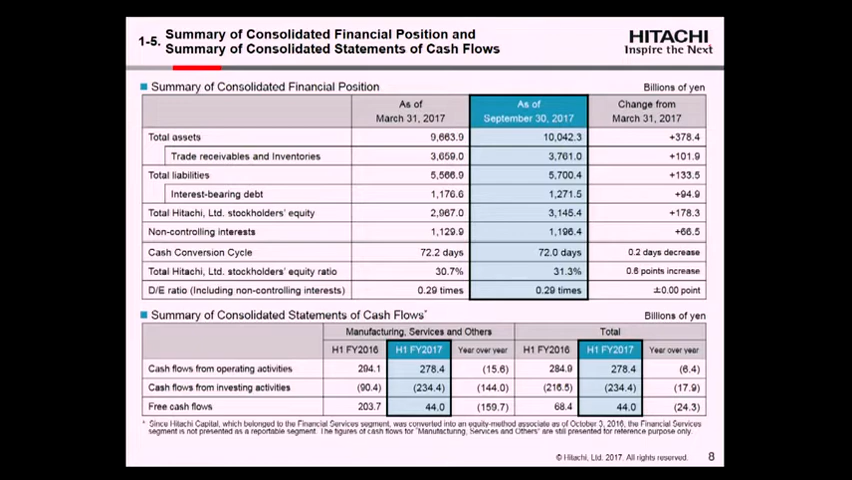 1-5. Summary of Consolidated Financial Position and
Summary of Consolidated Statements of Cash Flows
HITACHI
Inspire the Next
■ Summary of Consolidated Financial Position Billions of yen
As of March 31, 2017 As of September 30, 2017 Change from March 31, 2017
Total assets 9,663.9 10,042.3 +378.4
Trade receivables and Inventories 3,659.0 3,761.0 +101.9
Total liabilities 5,566.9 5,700.4 +133.5
Interest-bearing debt 1,176.6 1,271.5 +94.9
Total Hitachi, Ltd. stockholders' equity 2,967.0 3,145.4 +178.3
Non-controlling interests 1,129.9 1,196.4 +66.5
Cash Conversion Cycle 72.2 days 72.0 days 0.2 days decrease
Total Hitachi, Ltd. stockholders' equity ratio 30.7% 31.3% 0.6 points increase
D/E ratio (Including non-controlling interests) 0.29 times 0.29 times ±0.00 point
■ Summary of Consolidated Statements of Cash Flows* Billions of yen
Manufacturing, Services and Others Total
H1 FY2016 H1 FY2017 Year over year H1 FY2016 H1 FY2017 Year over year
Cash flows from operating activities 294.1 278.4 (15.6) 284.9 278.4 (6.4)
Cash flows from investing activities (90.4) (234.4) (144.0) (216.5) (234.4) (17.9)
Free cash flows 203.7 44.0 (159.7) 68.4 44.0 (24.3)
* Since Hitachi Capital, which belonged to the Financial Services segment, was converted into an equity-method associate as of October 3, 2016, the Financial Services
segment is not presented as a reportable segment. The figures of cash flows for "Manufacturing, Services and Others" are still presented for reference purpose only.
© Hitachi, Ltd. 2017. All rights reserved. 8